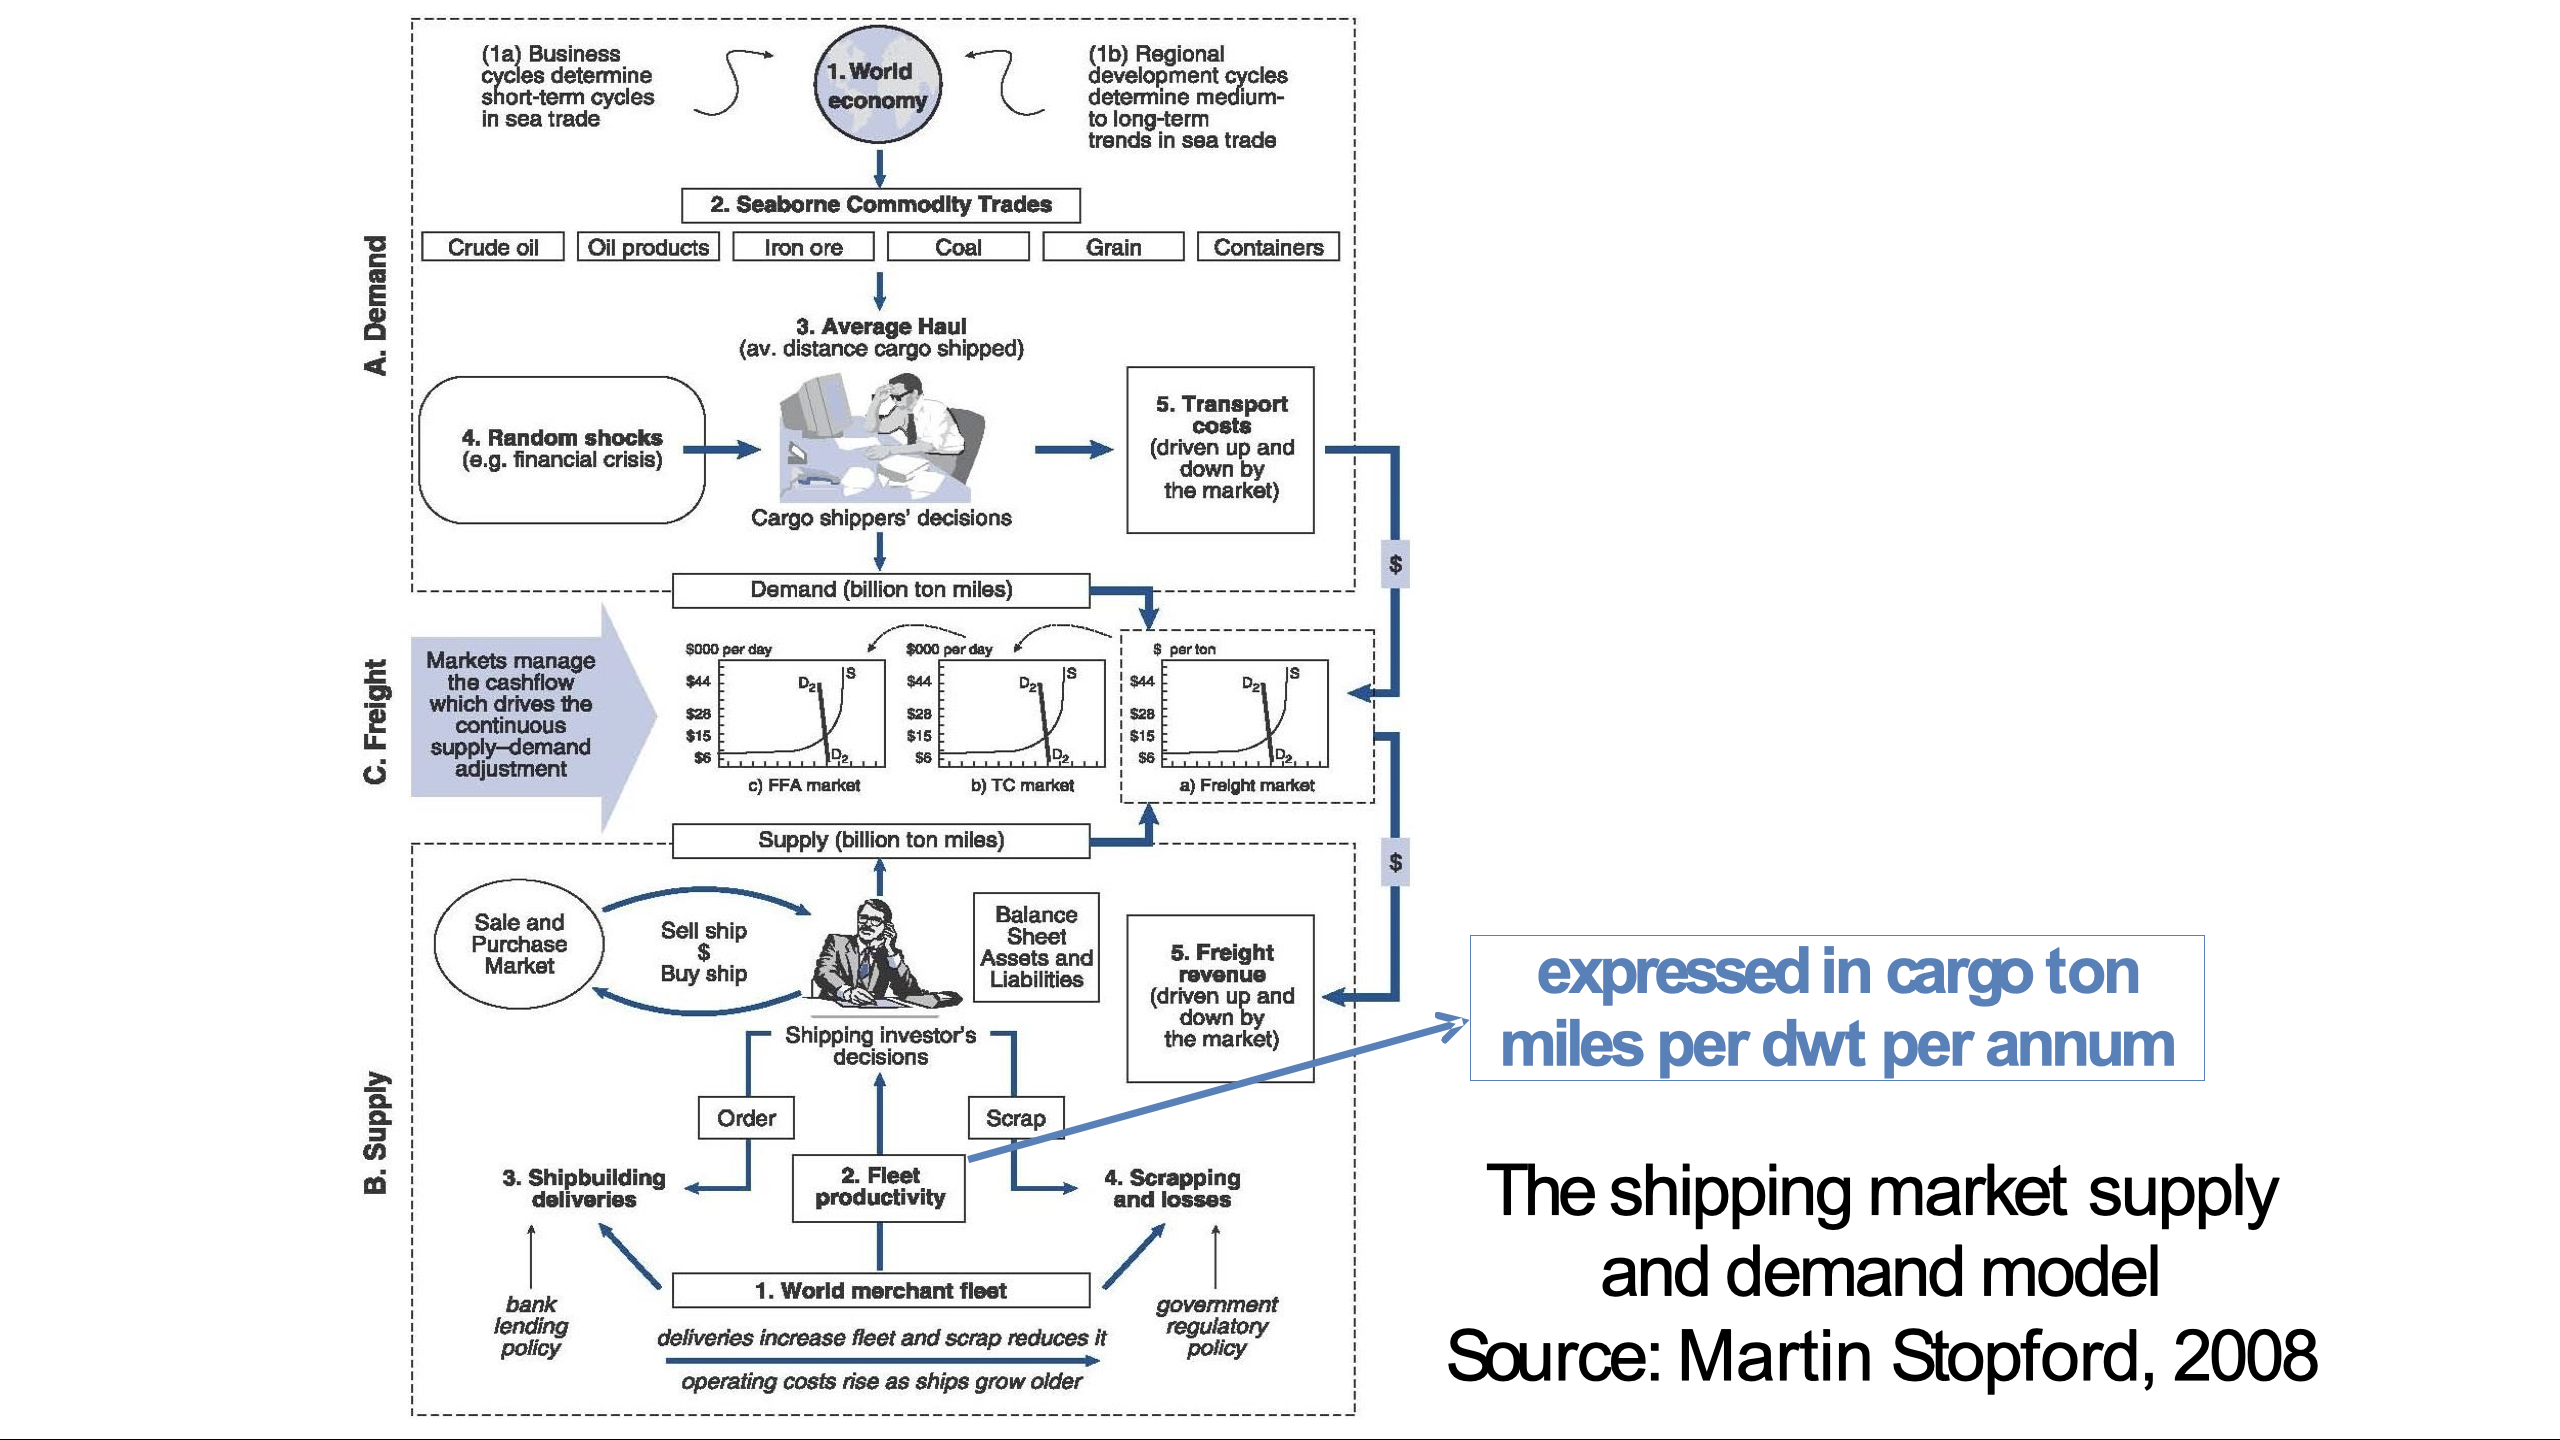 (1a) Business
cycles determine
short-term cycles
in sea trade
1. World
economy
(1b) Regional
development cycles
determine medium-
to long-term
trends in sea trade
2. Seaborne Commodity Trades
Crude oil
Oil products
Iron ore
Coal
Grain
Containers
A. Demand
3. Average Haul
(av. distance cargo shipped)
4. Random shocks
(e.g. financial crisis)
Cargo shippers' decisions
5. Transport
costs
(driven up and
down by
the market)
$
Demand (billion ton miles)
C. Freight
Markets manage
the cashflow
which drives the
continuous
supply–demand
adjustment
$000 per day
$44
$28
$15
$6
D2
S
D2
c) FFA market
$000 per day
$44
$28
$15
$6
D2
S
D2
b) TC market
$ per ton
$44
$28
$15
$6
D2
S
D2
a) Freight market
Supply (billion ton miles)
$
B. Supply
Sale and
Purchase
Market
Sell ship
$
Buy ship
Balance
Sheet
Assets and
Liabilities
5. Freight
revenue
(driven up and
down by
the market)
Shipping investor's
decisions
Order
Scrap
3. Shipbuilding
deliveries
2. Fleet
productivity
4. Scrapping
and losses
1. World merchant fleet
bank
lending
policy
government
regulatory
policy
deliveries increase fleet and scrap reduces it
operating costs rise as ships grow older
expressed in cargo ton
miles per dwt per annum
The shipping market supply
and demand model
Source: Martin Stopford, 2008